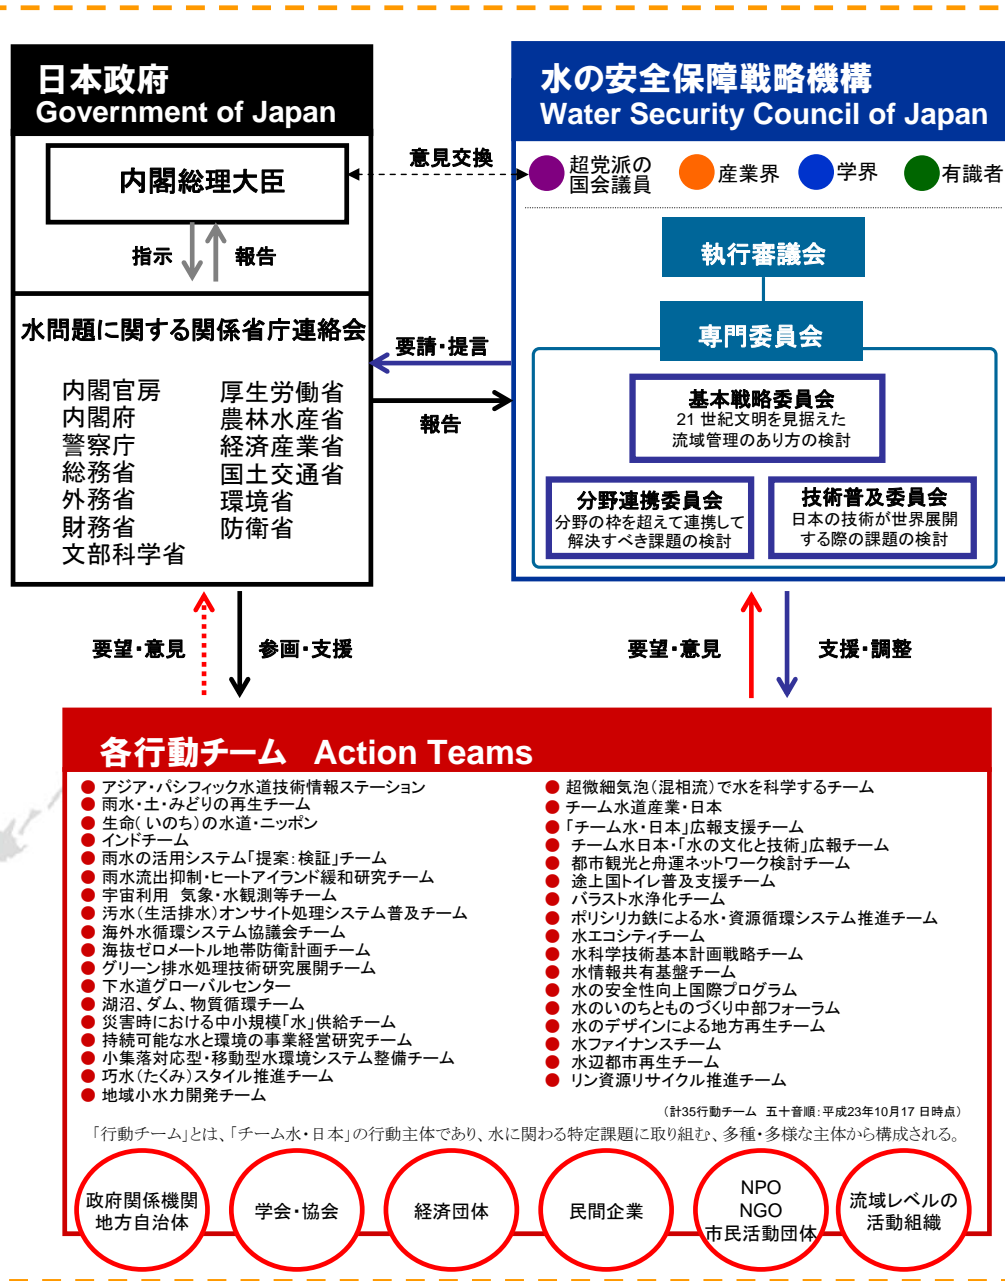 日本政府
Government of Japan
内閣総理大臣
指示
報告
水問題に関する関係省庁連絡会
内閣官房
内閣府
警察庁
総務省
外務省
財務省
文部科学省
厚生労働省
農林水産省
経済産業省
国土交通省
環境省
防衛省
意見交換
要請・提言
報告
水の安全保障戦略機構
Water Security Council of Japan
超党派の
国会議員
産業界
学界
有識者
執行審議会
専門委員会
基本戦略委員会
21 世紀文明を見据えた
流域管理のあり方の検討
分野連携委員会
分野の枠を超えて連携して
解決すべき課題の検討
技術普及委員会
日本の技術が世界展開
する際の課題の検討
要望・意見
参画・支援
要望・意見
支援・調整
各行動チーム Action Teams
● アジア・パシフィック水道技術情報ステーション
● 雨水・土・みどりの再生チーム
● 生命(いのち)の水道・ニッポン
● インドチーム
● 雨水の活用システム「提案:検証」チーム
● 雨水流出抑制・ヒートアイランド緩和研究チーム
● 宇宙利用 気象・水観測等チーム
● 汚水(生活排水)オンサイト処理システム普及チーム
● 海外水循環システム協議会チーム
● 海抜ゼロメートル地帯防衛計画チーム
● グリーン排水処理技術研究展開チーム
● 下水道グローバルセンター
● 湖沼、ダム、物質循環チーム
● 災害時における中小規模「水」供給チーム
● 持続可能な水と環境の事業経営研究チーム
● 小集落対応型・移動型水環境システム整備チーム
● 巧水(たくみ)スタイル推進チーム
● 地域小水力開発チーム
● 超微細気泡(混相流)で水を科学するチーム
● チーム水道産業・日本
● 「チーム水・日本」広報支援チーム
● チーム水日本・「水の文化と技術」広報チーム
● 都市観光と舟運ネットワーク検討チーム
● 途上国トイレ普及支援チーム
● バラスト水浄化チーム
● ポリシリカ鉄による水・資源循環システム推進チーム
● 水エコシティチーム
● 水科学技術基本計画戦略チーム
● 水情報共有基盤チーム
● 水の安全性向上国際プログラム
● 水のいのちとものづくり中部フォーラム
● 水のデザインによる地方再生チーム
● 水ファイナンスチーム
● 水辺都市再生チーム
● リン資源リサイクル推進チーム
(計35行動チーム 五十音順:平成23年10月17 日時点)
「行動チーム」とは、「チーム水・日本」の行動主体であり、水に関わる特定課題に取り組む、多種・多様な主体から構成される。
政府関係機関
地方自治体
学会・協会
経済団体
民間企業
NPO
NGO
市民活動団体
流域レベルの
活動組織